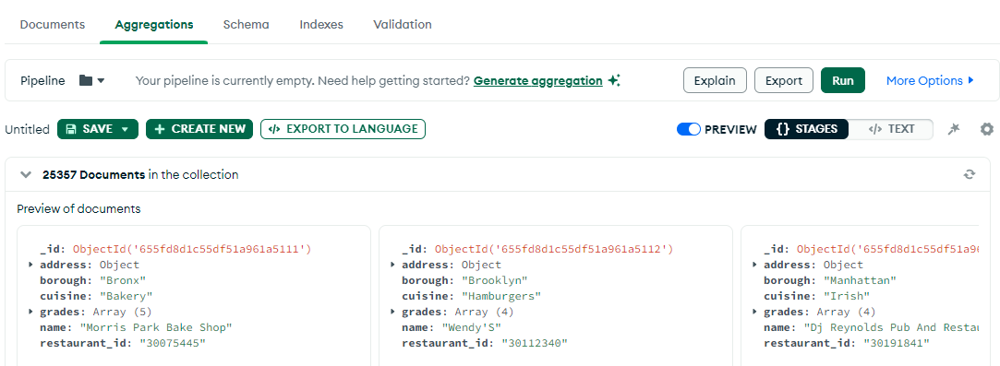 Documents Aggregations Schema Indexes Validation
Pipeline Your pipeline is currently empty. Need help getting started? Generate aggregation Explain Export Run More Options
Untitled SAVE + CREATE NEW </> EXPORT TO LANGUAGE PREVIEW {} STAGES </> TEXT
25357 Documents in the collection
Preview of documents
_id: ObjectId('655fd8d1c55df51a961a5111') _id: ObjectId('655fd8d1c55df51a961a5112') _id: ObjectId('655fd8d1c55df51a96
address: Object address: Object address: Object
borough: "Bronx" borough: "Brooklyn" borough: "Manhattan"
cuisine: "Bakery" cuisine: "Hamburgers" cuisine: "Irish"
grades: Array (5) grades: Array (4) grades: Array (4)
name: "Morris Park Bake Shop" name: "Wendy'S" name: "Dj Reynolds Pub And Restau
restaurant_id: "30075445" restaurant_id: "30112340" restaurant_id: "30191841"